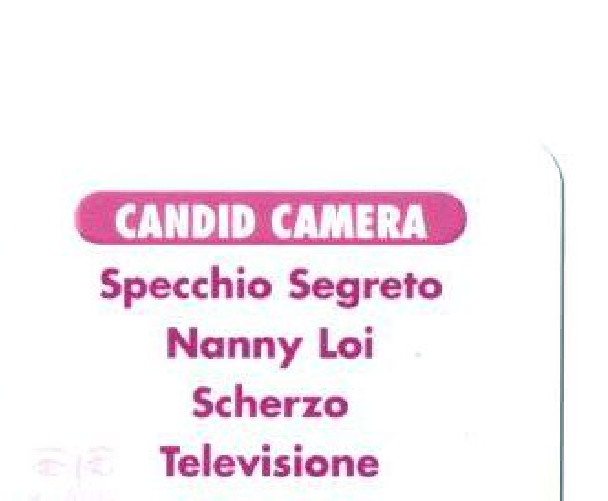 CANDID CAMERA
Specchio Segreto
Nanny Loi
Scherzo
Televisione